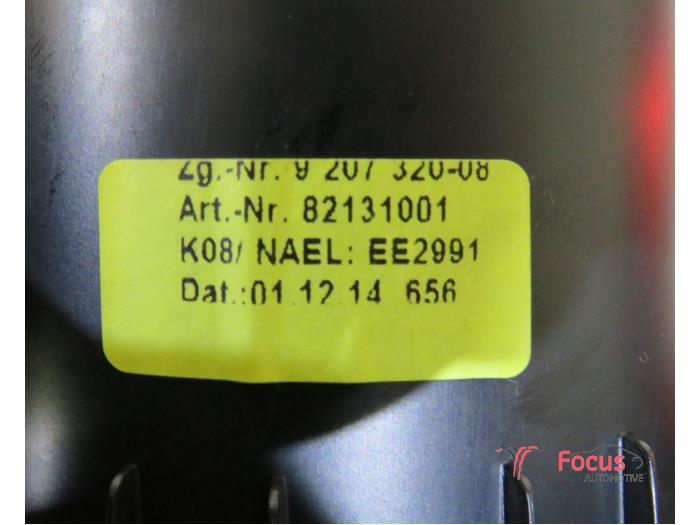 Zg.-Nr. 9 207 320-08
Art.-Nr. 82131001
K08/ NAEL: EE2991
Dat.:01.12.14 656
Focus
AUTOMOTIVE